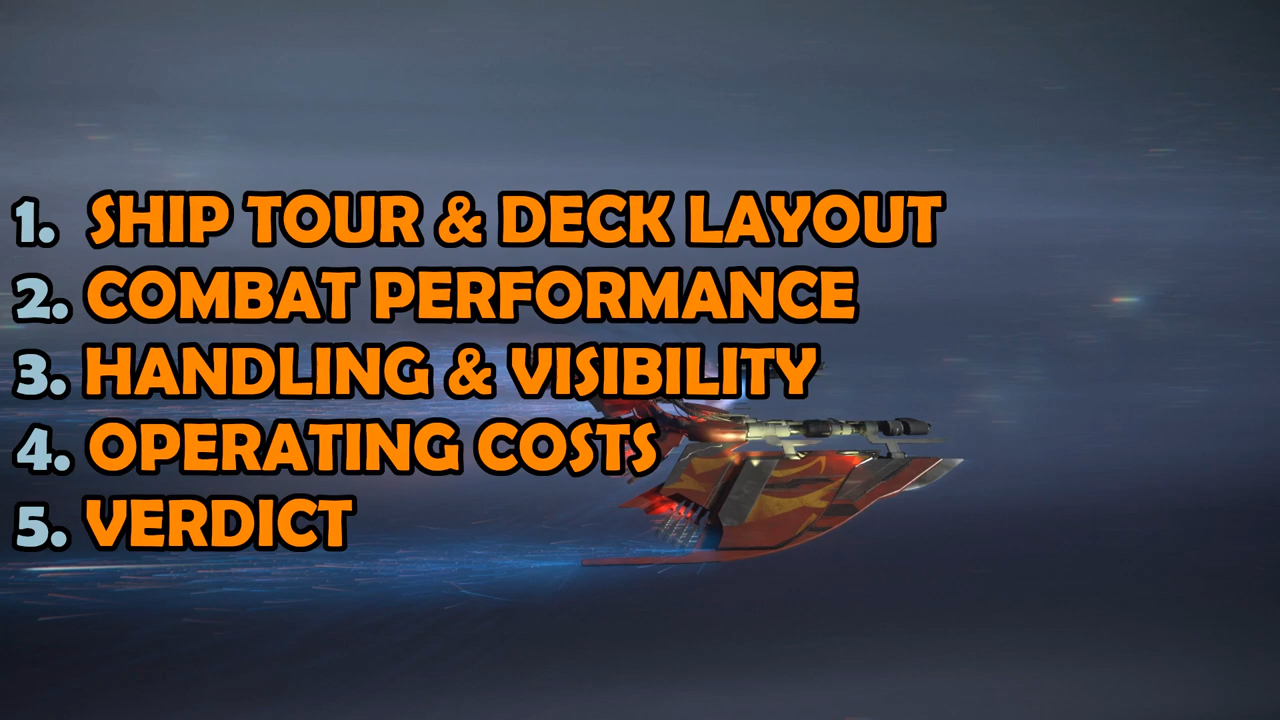 1. SHIP TOUR & DECK LAYOUT
2. COMBAT PERFORMANCE
3. HANDLING & VISIBILITY
4. OPERATING COSTS
5. VERDICT